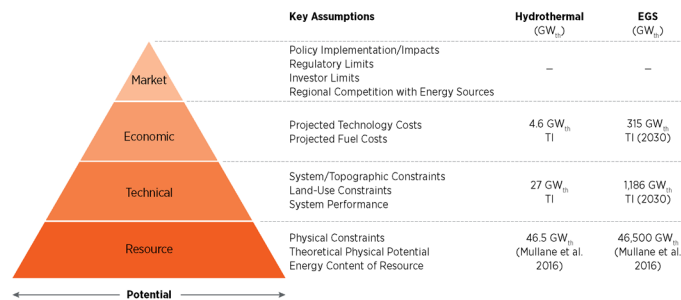 Key Assumptions Hydrothermal EGS
(GWth) (GWth)
Market
Policy Implementation/Impacts
Regulatory Limits
Investor Limits
Regional Competition with Energy Sources
– –
Economic
Projected Technology Costs
Projected Fuel Costs
4.6 GWth
TI
315 GWth
TI (2030)
Technical
System/Topographic Constraints
Land-Use Constraints
System Performance
27 GWth
TI
1,186 GWth
TI (2030)
Resource
Physical Constraints
Theoretical Physical Potential
Energy Content of Resource
46.5 GWth
(Mullane et al.
2016)
46,500 GWth
(Mullane et al.
2016)
Potential